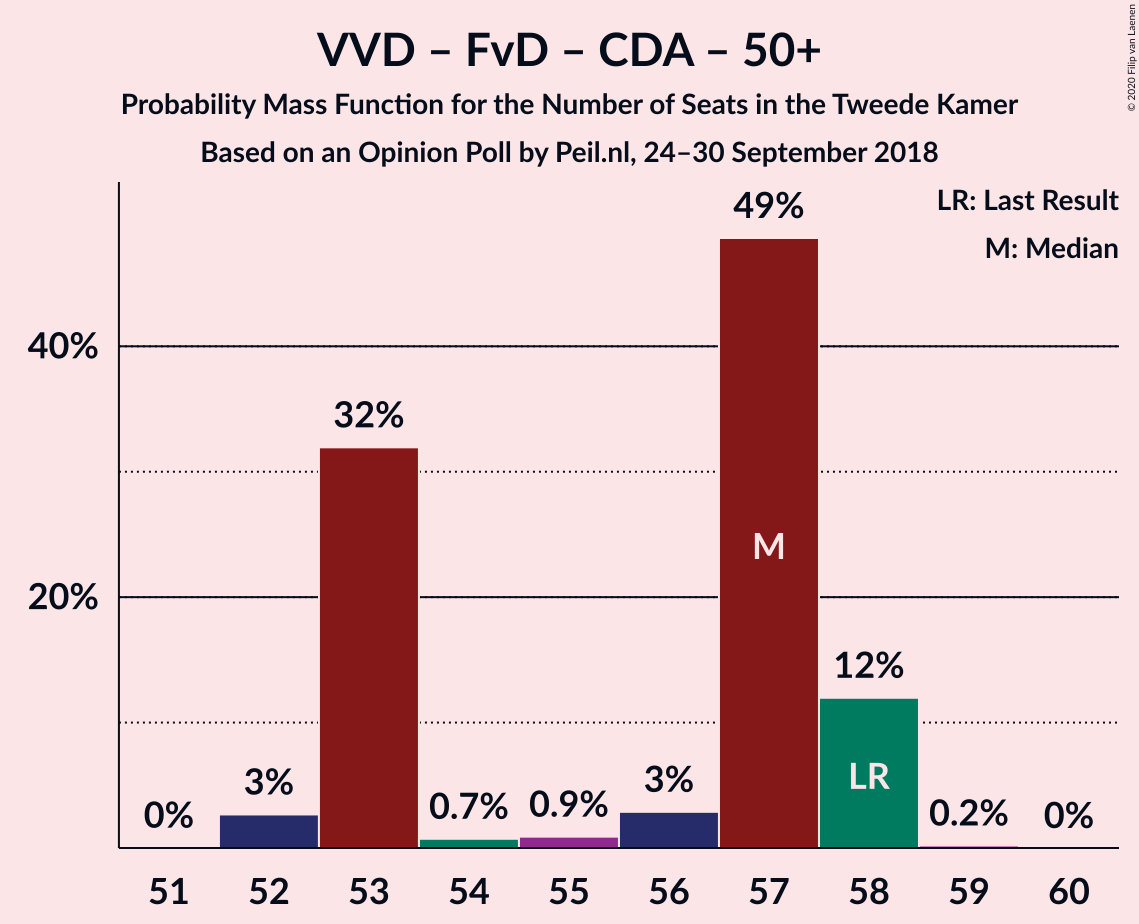 VVD – FvD – CDA – 50+
Probability Mass Function for the Number of Seats in the Tweede Kamer
Based on an Opinion Poll by Peil.nl, 24–30 September 2018
© 2020 Filip van Laenen
LR: Last Result
M: Median
49%
40%
32%
M
20%
12%
LR
3%
3%
0%
0.7%
0.9%
0.2%
0%
51 52 53 54 55 56 57 58 59 60